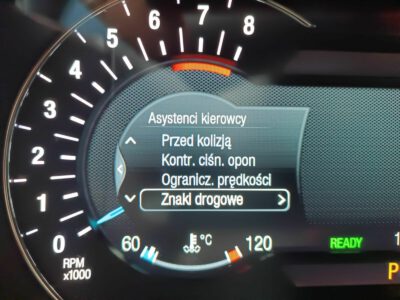 8
7
6
5
4
3
2
1
0
RPM
x1000
Asystenci kierowcy
Przed kolizją
Kontr. ciśn. opon
Ogranicz. prędkości
Znaki drogowe
60 °C 120
READY
1
P